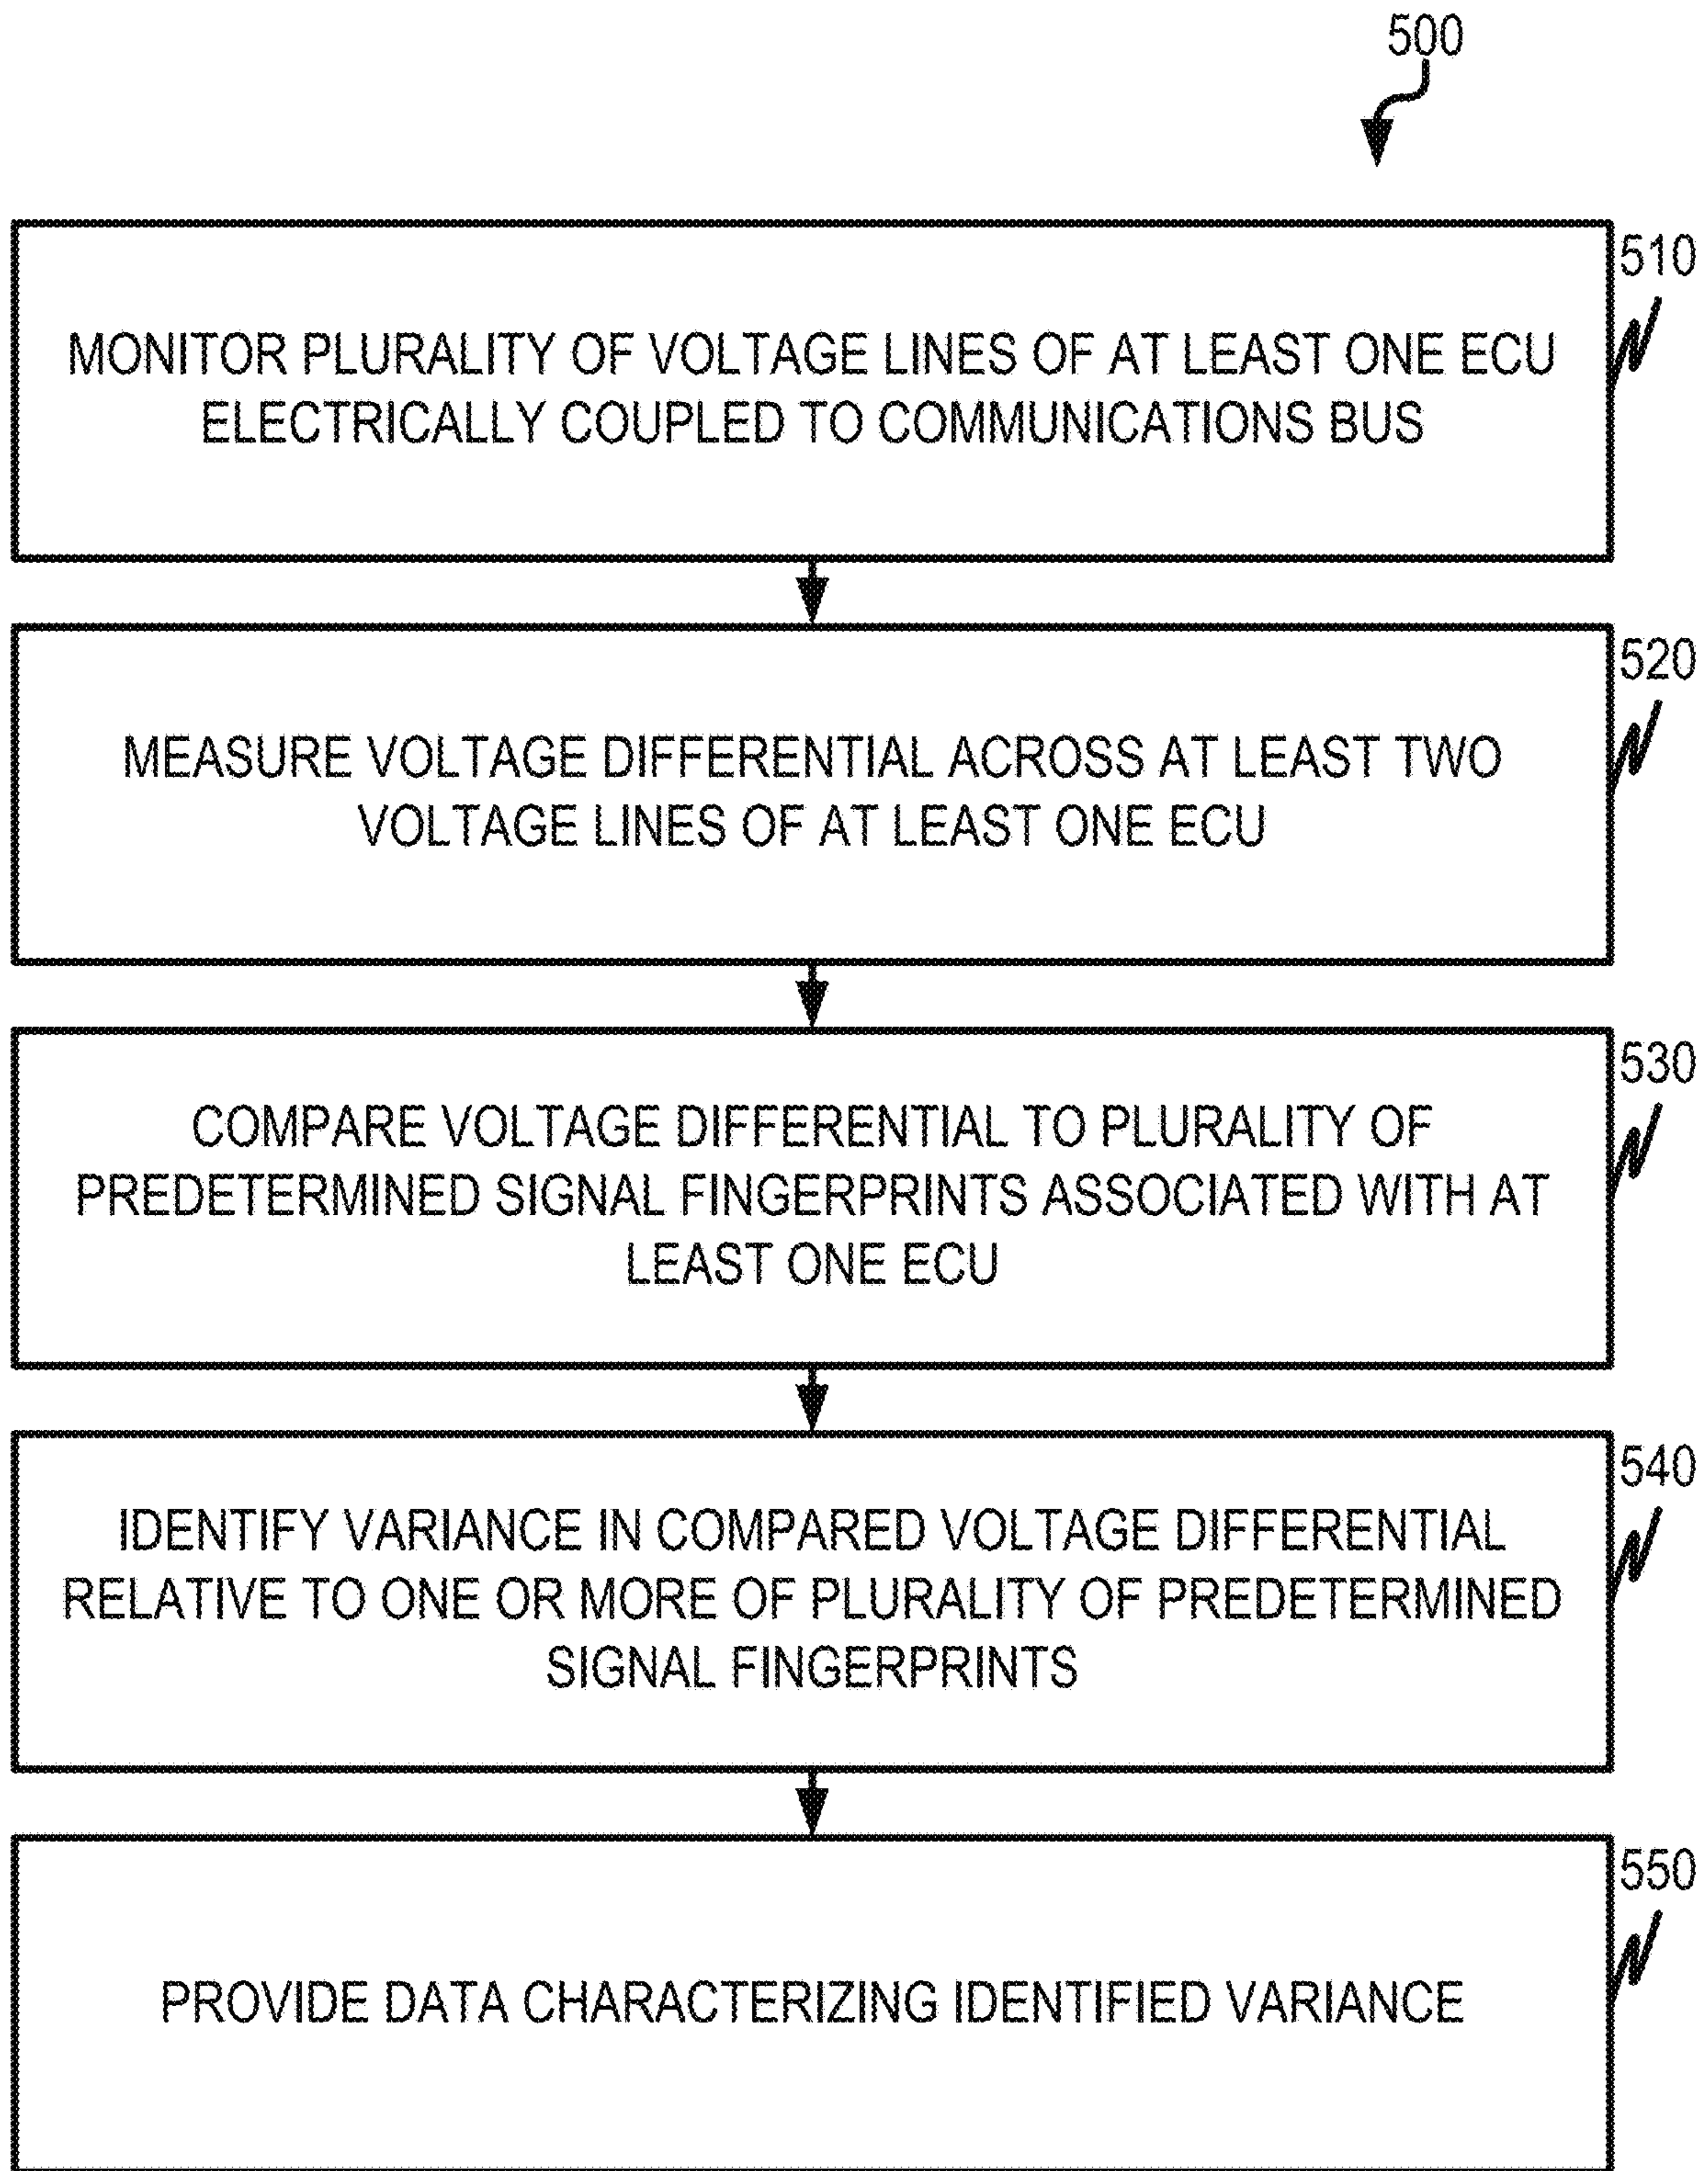 500
510
MONITOR PLURALITY OF VOLTAGE LINES OF AT LEAST ONE ECU
ELECTRICALLY COUPLED TO COMMUNICATIONS BUS
520
MEASURE VOLTAGE DIFFERENTIAL ACROSS AT LEAST TWO
VOLTAGE LINES OF AT LEAST ONE ECU
530
COMPARE VOLTAGE DIFFERENTIAL TO PLURALITY OF
PREDETERMINED SIGNAL FINGERPRINTS ASSOCIATED WITH AT
LEAST ONE ECU
540
IDENTIFY VARIANCE IN COMPARED VOLTAGE DIFFERENTIAL
RELATIVE TO ONE OR MORE OF PLURALITY OF PREDETERMINED
SIGNAL FINGERPRINTS
550
PROVIDE DATA CHARACTERIZING IDENTIFIED VARIANCE